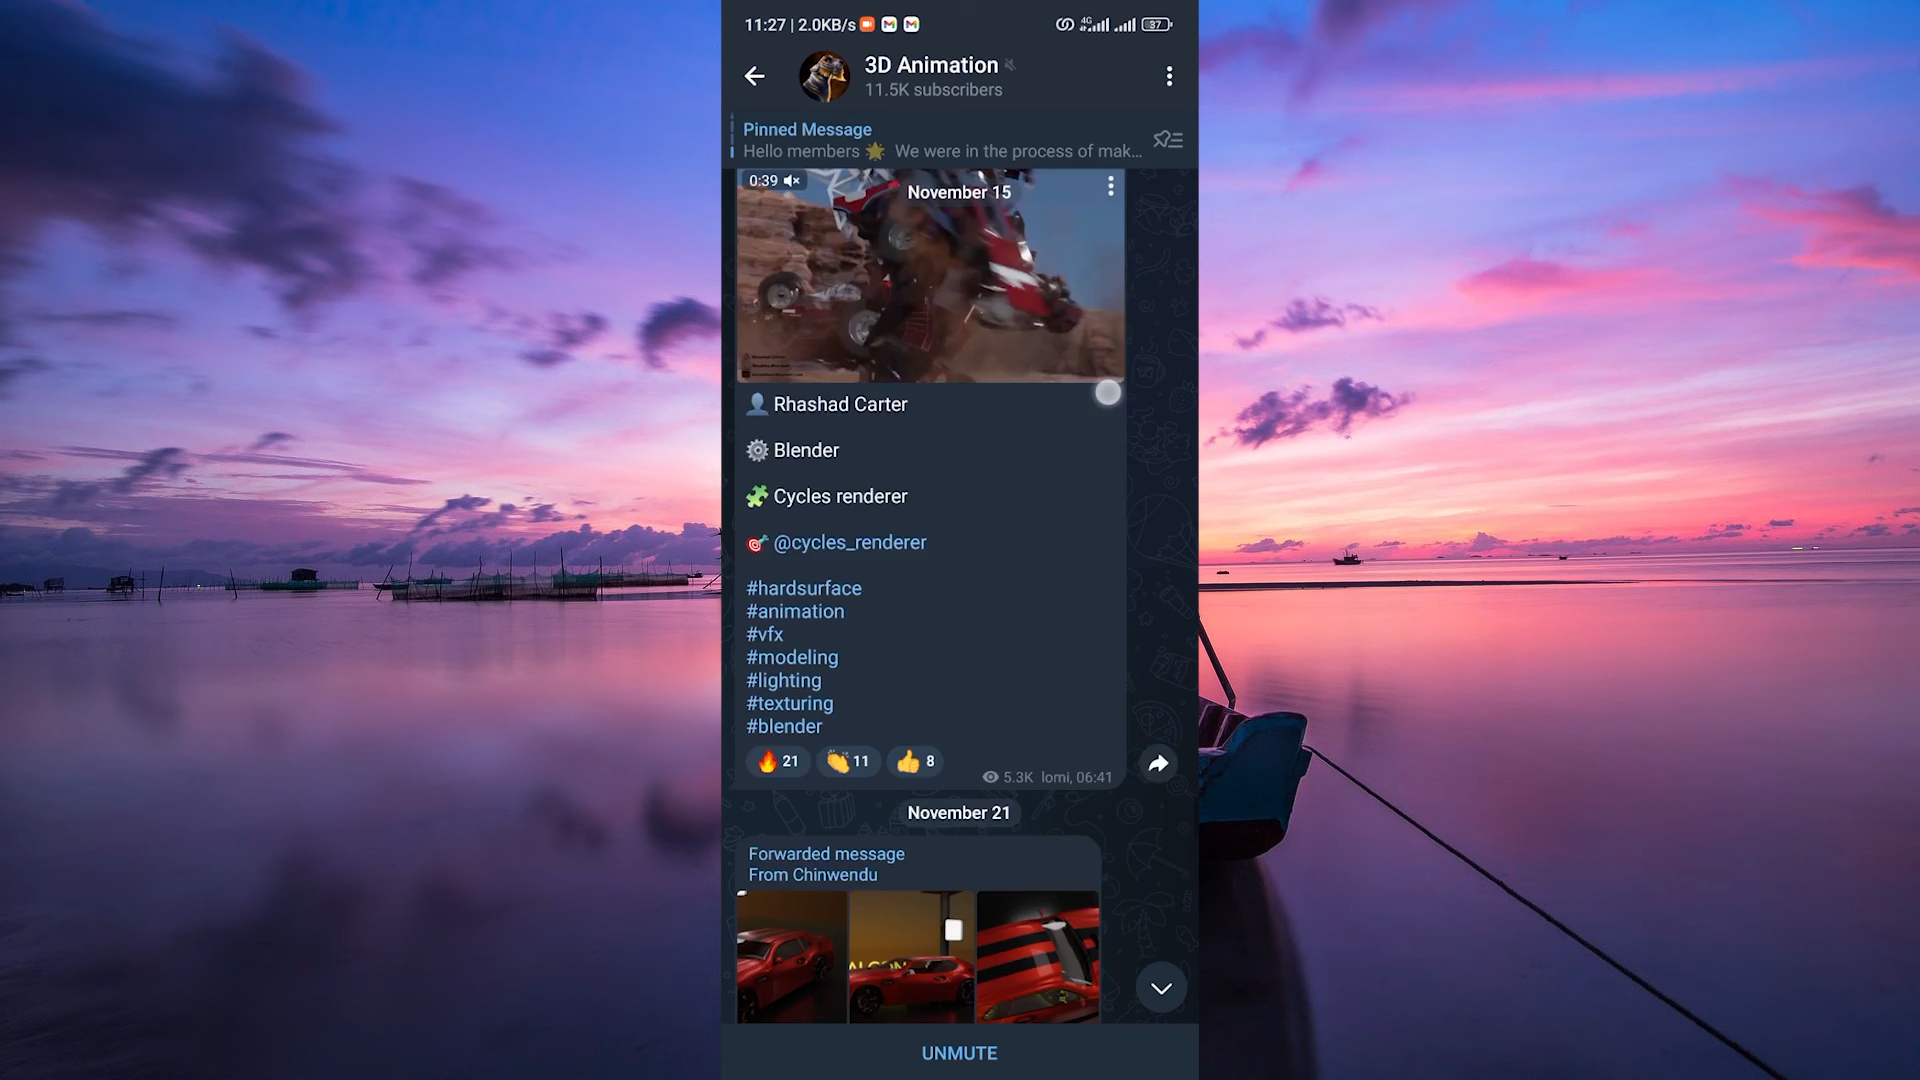 11:27 | 2.0KB/s
4G
37
3D Animation
11.5K subscribers
Pinned Message
Hello members 🌟 We were in the process of mak...
0:39
November 15
👤 Rhashad Carter
⚙️ Blender
🧩 Cycles renderer
🎯 @cycles_renderer
#hardsurface
#animation
#vfx
#modeling
#lighting
#texturing
#blender
🔥 21 👏 11 👍 8
5.3K lomi, 06:41
November 21
Forwarded message
From Chinwendu
UNMUTE